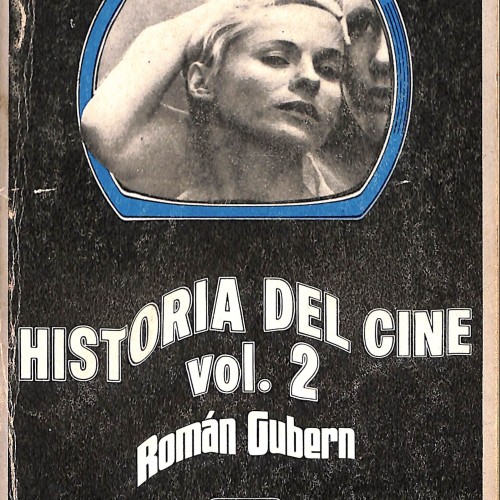 HISTORIA DEL CINE
vol. 2
Román Gubern